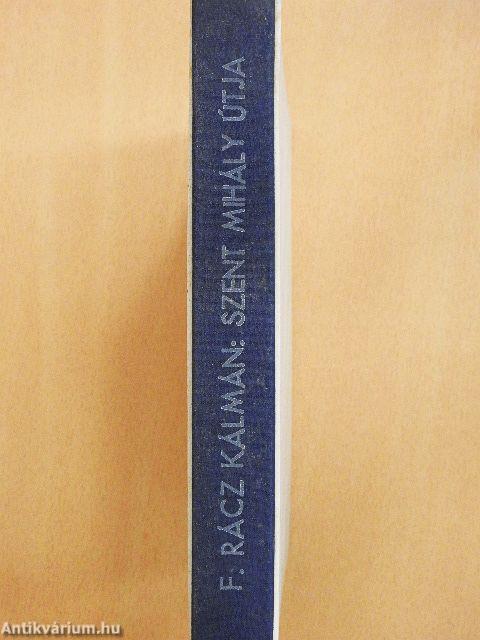 F. RÁCZ KÁLMÁN: SZENT MIHÁLY ÚTJA
Antikvárium.hu